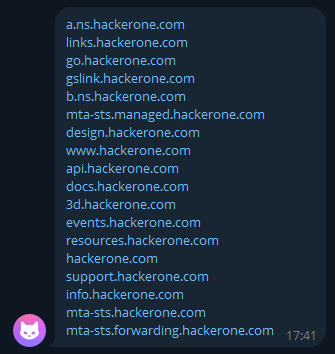 a.ns.hackerone.com
links.hackerone.com
go.hackerone.com
gslink.hackerone.com
b.ns.hackerone.com
mta-sts.managed.hackerone.com
design.hackerone.com
www.hackerone.com
api.hackerone.com
docs.hackerone.com
3d.hackerone.com
events.hackerone.com
resources.hackerone.com
hackerone.com
support.hackerone.com
info.hackerone.com
mta-sts.hackerone.com
mta-sts.forwarding.hackerone.com 17:41